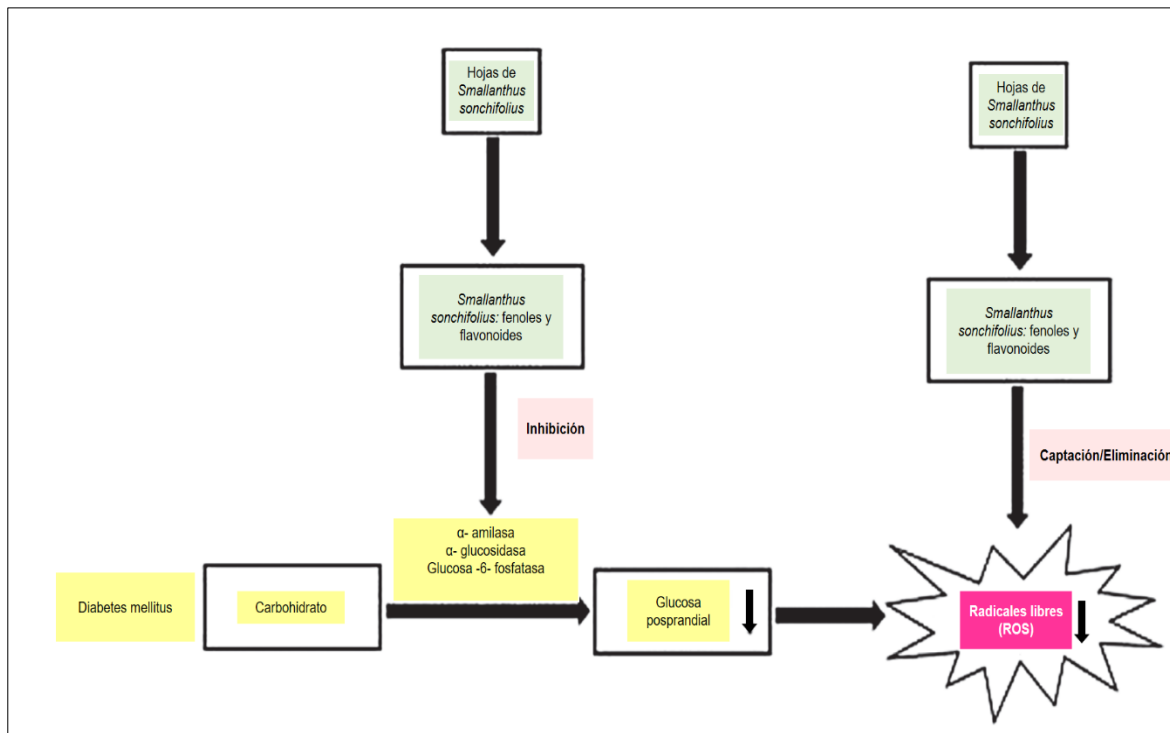 Hojas de
Smallanthus
sonchifolius
Hojas de
Smallanthus
sonchifolius
Smallanthus
sonchifolius: fenoles y
flavonoides
Smallanthus
sonchifolius: fenoles y
flavonoides
Inhibición
Captación/Eliminación
α- amilasa
α- glucosidasa
Glucosa -6- fosfatasa
Diabetes mellitus
Carbohidrato
Glucosa
posprandial
Radicales libres
(ROS)